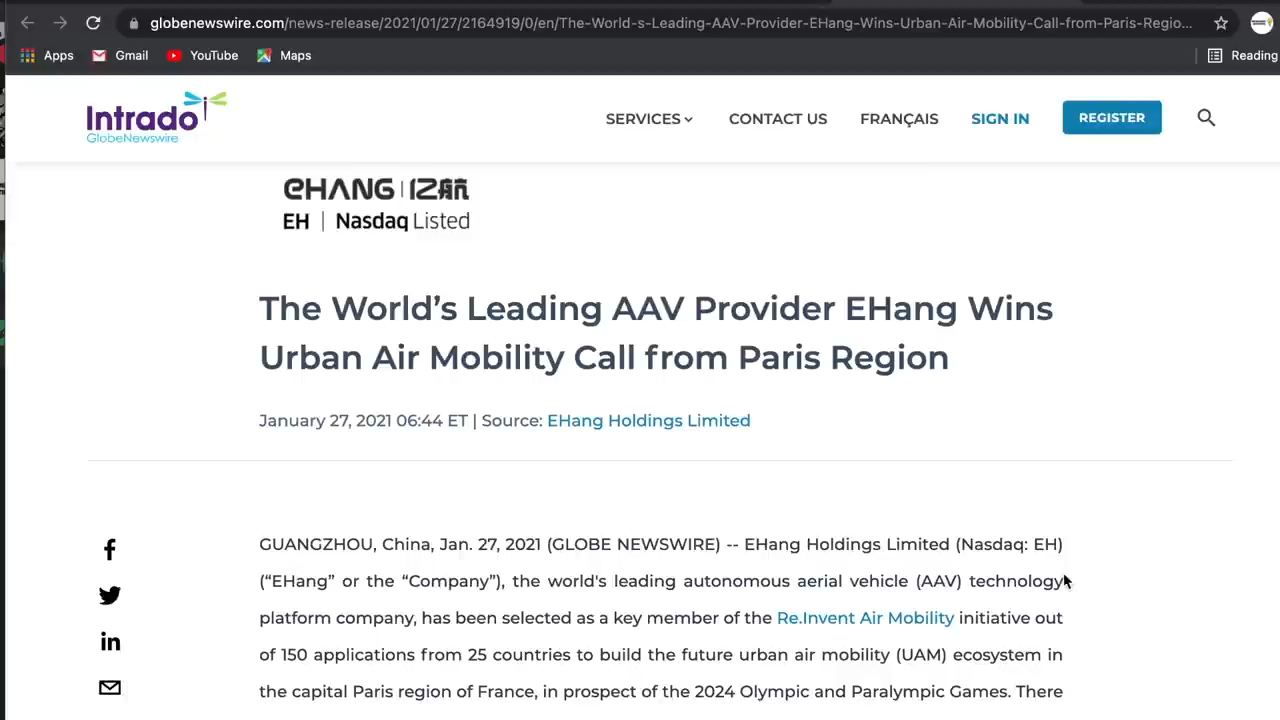 globenewswire.com/news-release/2021/01/27/2164919/0/en/The-World-s-Leading-AAV-Provider-EHang-Wins-Urban-Air-Mobility-Call-from-Paris-Regio...
Apps Gmail YouTube Maps Reading
Intrado
GlobeNewswire
SERVICES CONTACT US FRANÇAIS SIGN IN REGISTER
EHANG | 亿航
EH | Nasdaq Listed
The World’s Leading AAV Provider EHang Wins
Urban Air Mobility Call from Paris Region
January 27, 2021 06:44 ET | Source: EHang Holdings Limited
GUANGZHOU, China, Jan. 27, 2021 (GLOBE NEWSWIRE) -- EHang Holdings Limited (Nasdaq: EH)
(“EHang” or the “Company”), the world's leading autonomous aerial vehicle (AAV) technology
platform company, has been selected as a key member of the Re.Invent Air Mobility initiative out
of 150 applications from 25 countries to build the future urban air mobility (UAM) ecosystem in
the capital Paris region of France, in prospect of the 2024 Olympic and Paralympic Games. There